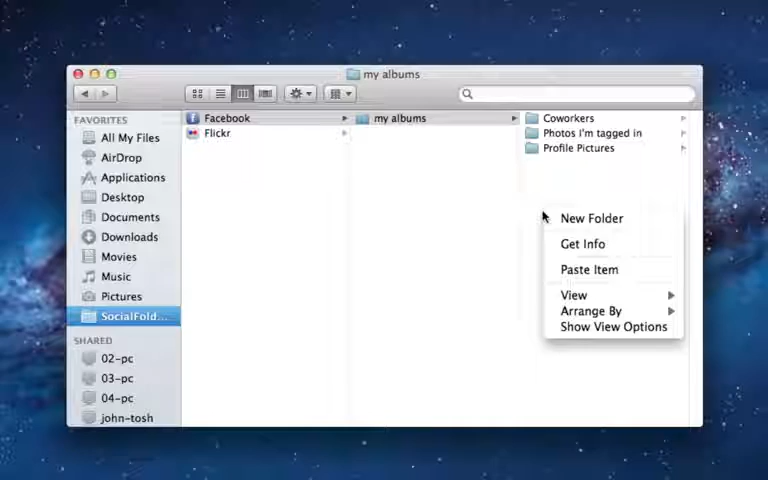 my albums
FAVORITES
All My Files
AirDrop
Applications
Desktop
Documents
Downloads
Movies
Music
Pictures
SocialFold...
SHARED
02-pc
03-pc
04-pc
john-tosh
Facebook
Flickr
my albums
Coworkers
Photos I'm tagged in
Profile Pictures
New Folder
Get Info
Paste Item
View
Arrange By
Show View Options